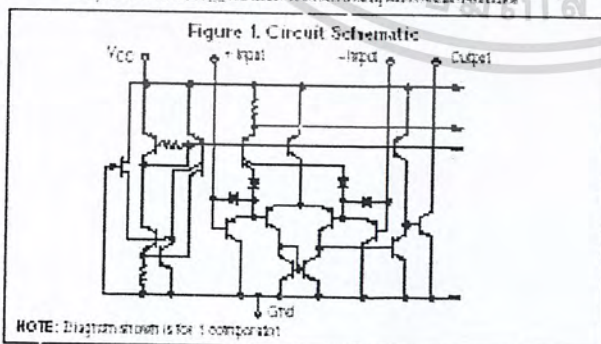 Figure 1. Circuit Schematic
VCC + Input –Input Output
Gnd
NOTE: Diagram shown is for 1 comparator